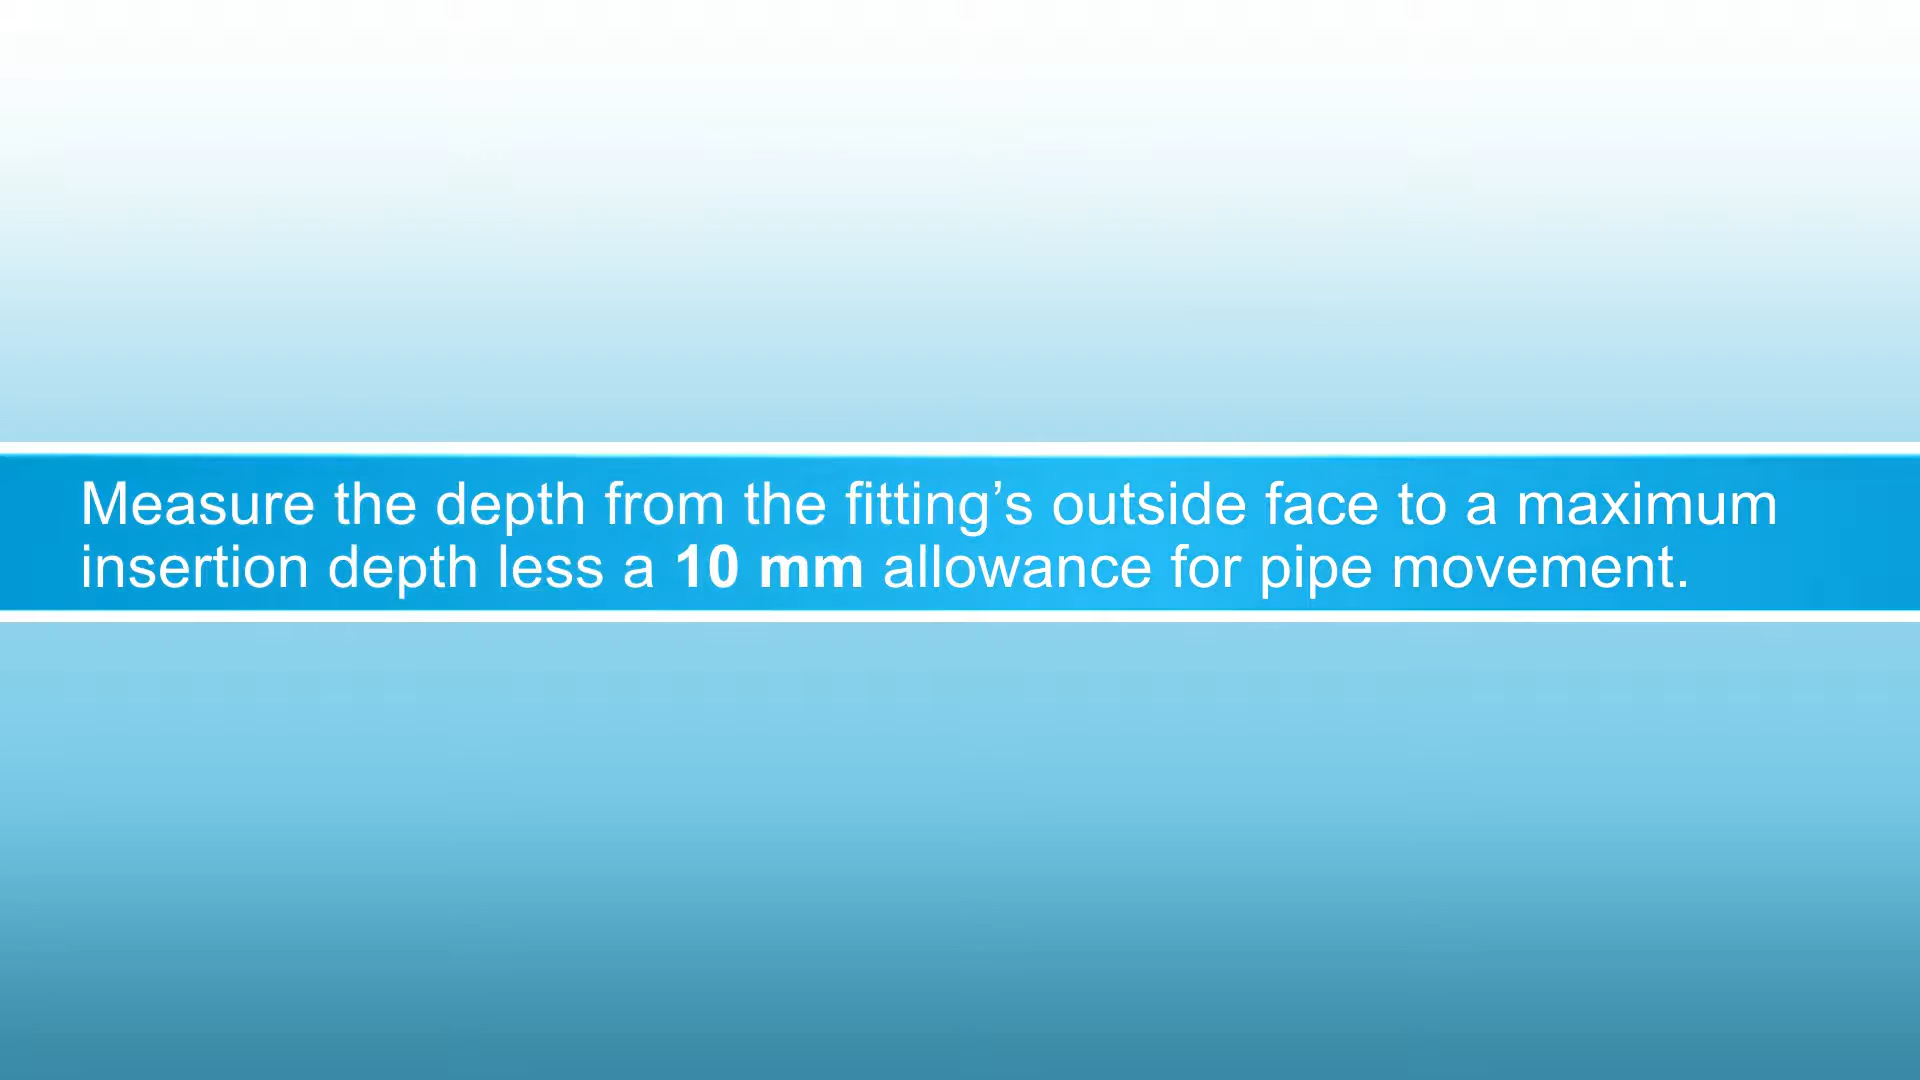 Measure the depth from the fitting’s outside face to a maximum
insertion depth less a 10 mm allowance for pipe movement.